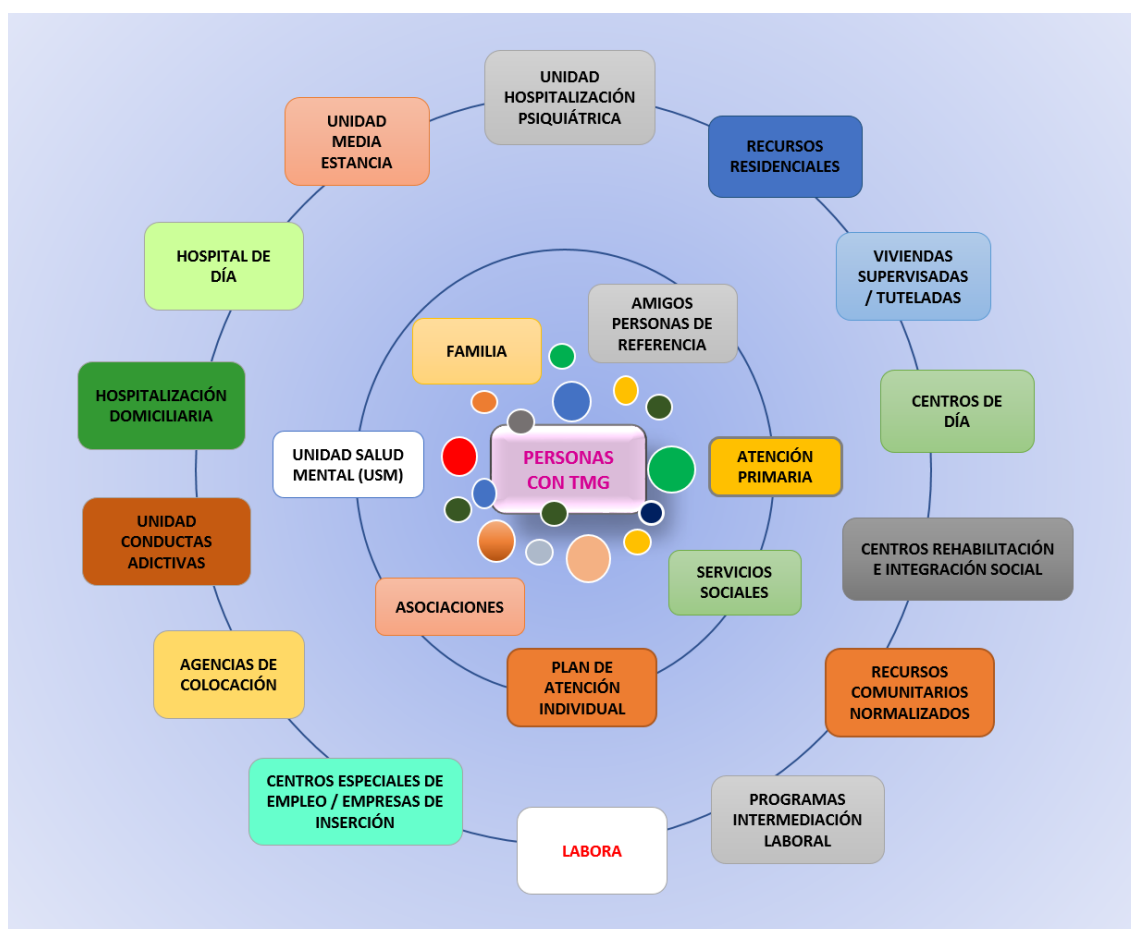 UNIDAD
HOSPITALIZACIÓN
PSIQUIÁTRICA
UNIDAD
MEDIA
ESTANCIA
RECURSOS
RESIDENCIALES
HOSPITAL DE
DÍA
VIVIENDAS
SUPERVISADAS
/ TUTELADAS
AMIGOS
PERSONAS DE
REFERENCIA
FAMILIA
HOSPITALIZACIÓN
DOMICILIARIA
CENTROS DE
DÍA
UNIDAD SALUD
MENTAL (USM)
PERSONAS
CON TMG
ATENCIÓN
PRIMARIA
UNIDAD
CONDUCTAS
ADICTIVAS
CENTROS REHABILITACIÓN
E INTEGRACIÓN SOCIAL
SERVICIOS
SOCIALES
ASOCIACIONES
AGENCIAS DE
COLOCACIÓN
PLAN DE
ATENCIÓN
INDIVIDUAL
RECURSOS
COMUNITARIOS
NORMALIZADOS
CENTROS ESPECIALES DE
EMPLEO / EMPRESAS DE
INSERCIÓN
PROGRAMAS
INTERMEDIACIÓN
LABORAL
LABORA